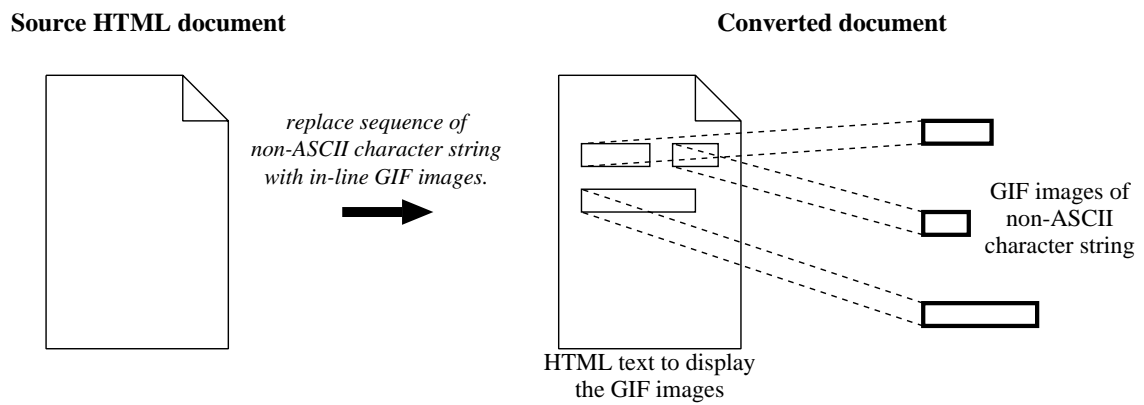 Source HTML document
Converted document
replace sequence of
non-ASCII character string
with in-line GIF images.
GIF images of
non-ASCII
character string
HTML text to display
the GIF images